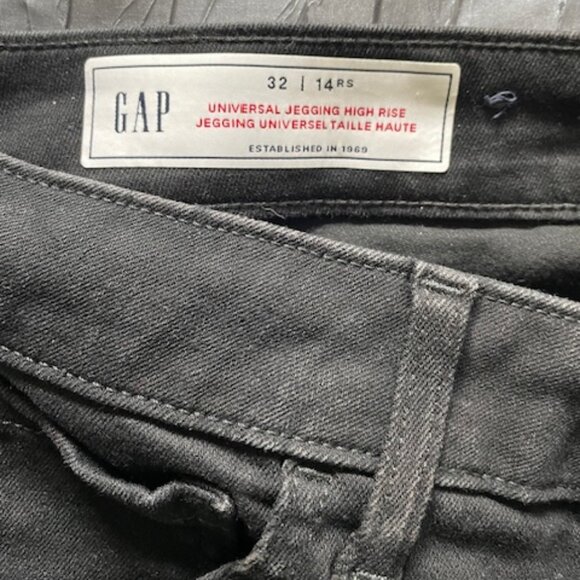 GAP
32 | 14RS
UNIVERSAL JEGGING HIGH RISE
JEGGING UNIVERSEL TAILLE HAUTE
ESTABLISHED IN 1969